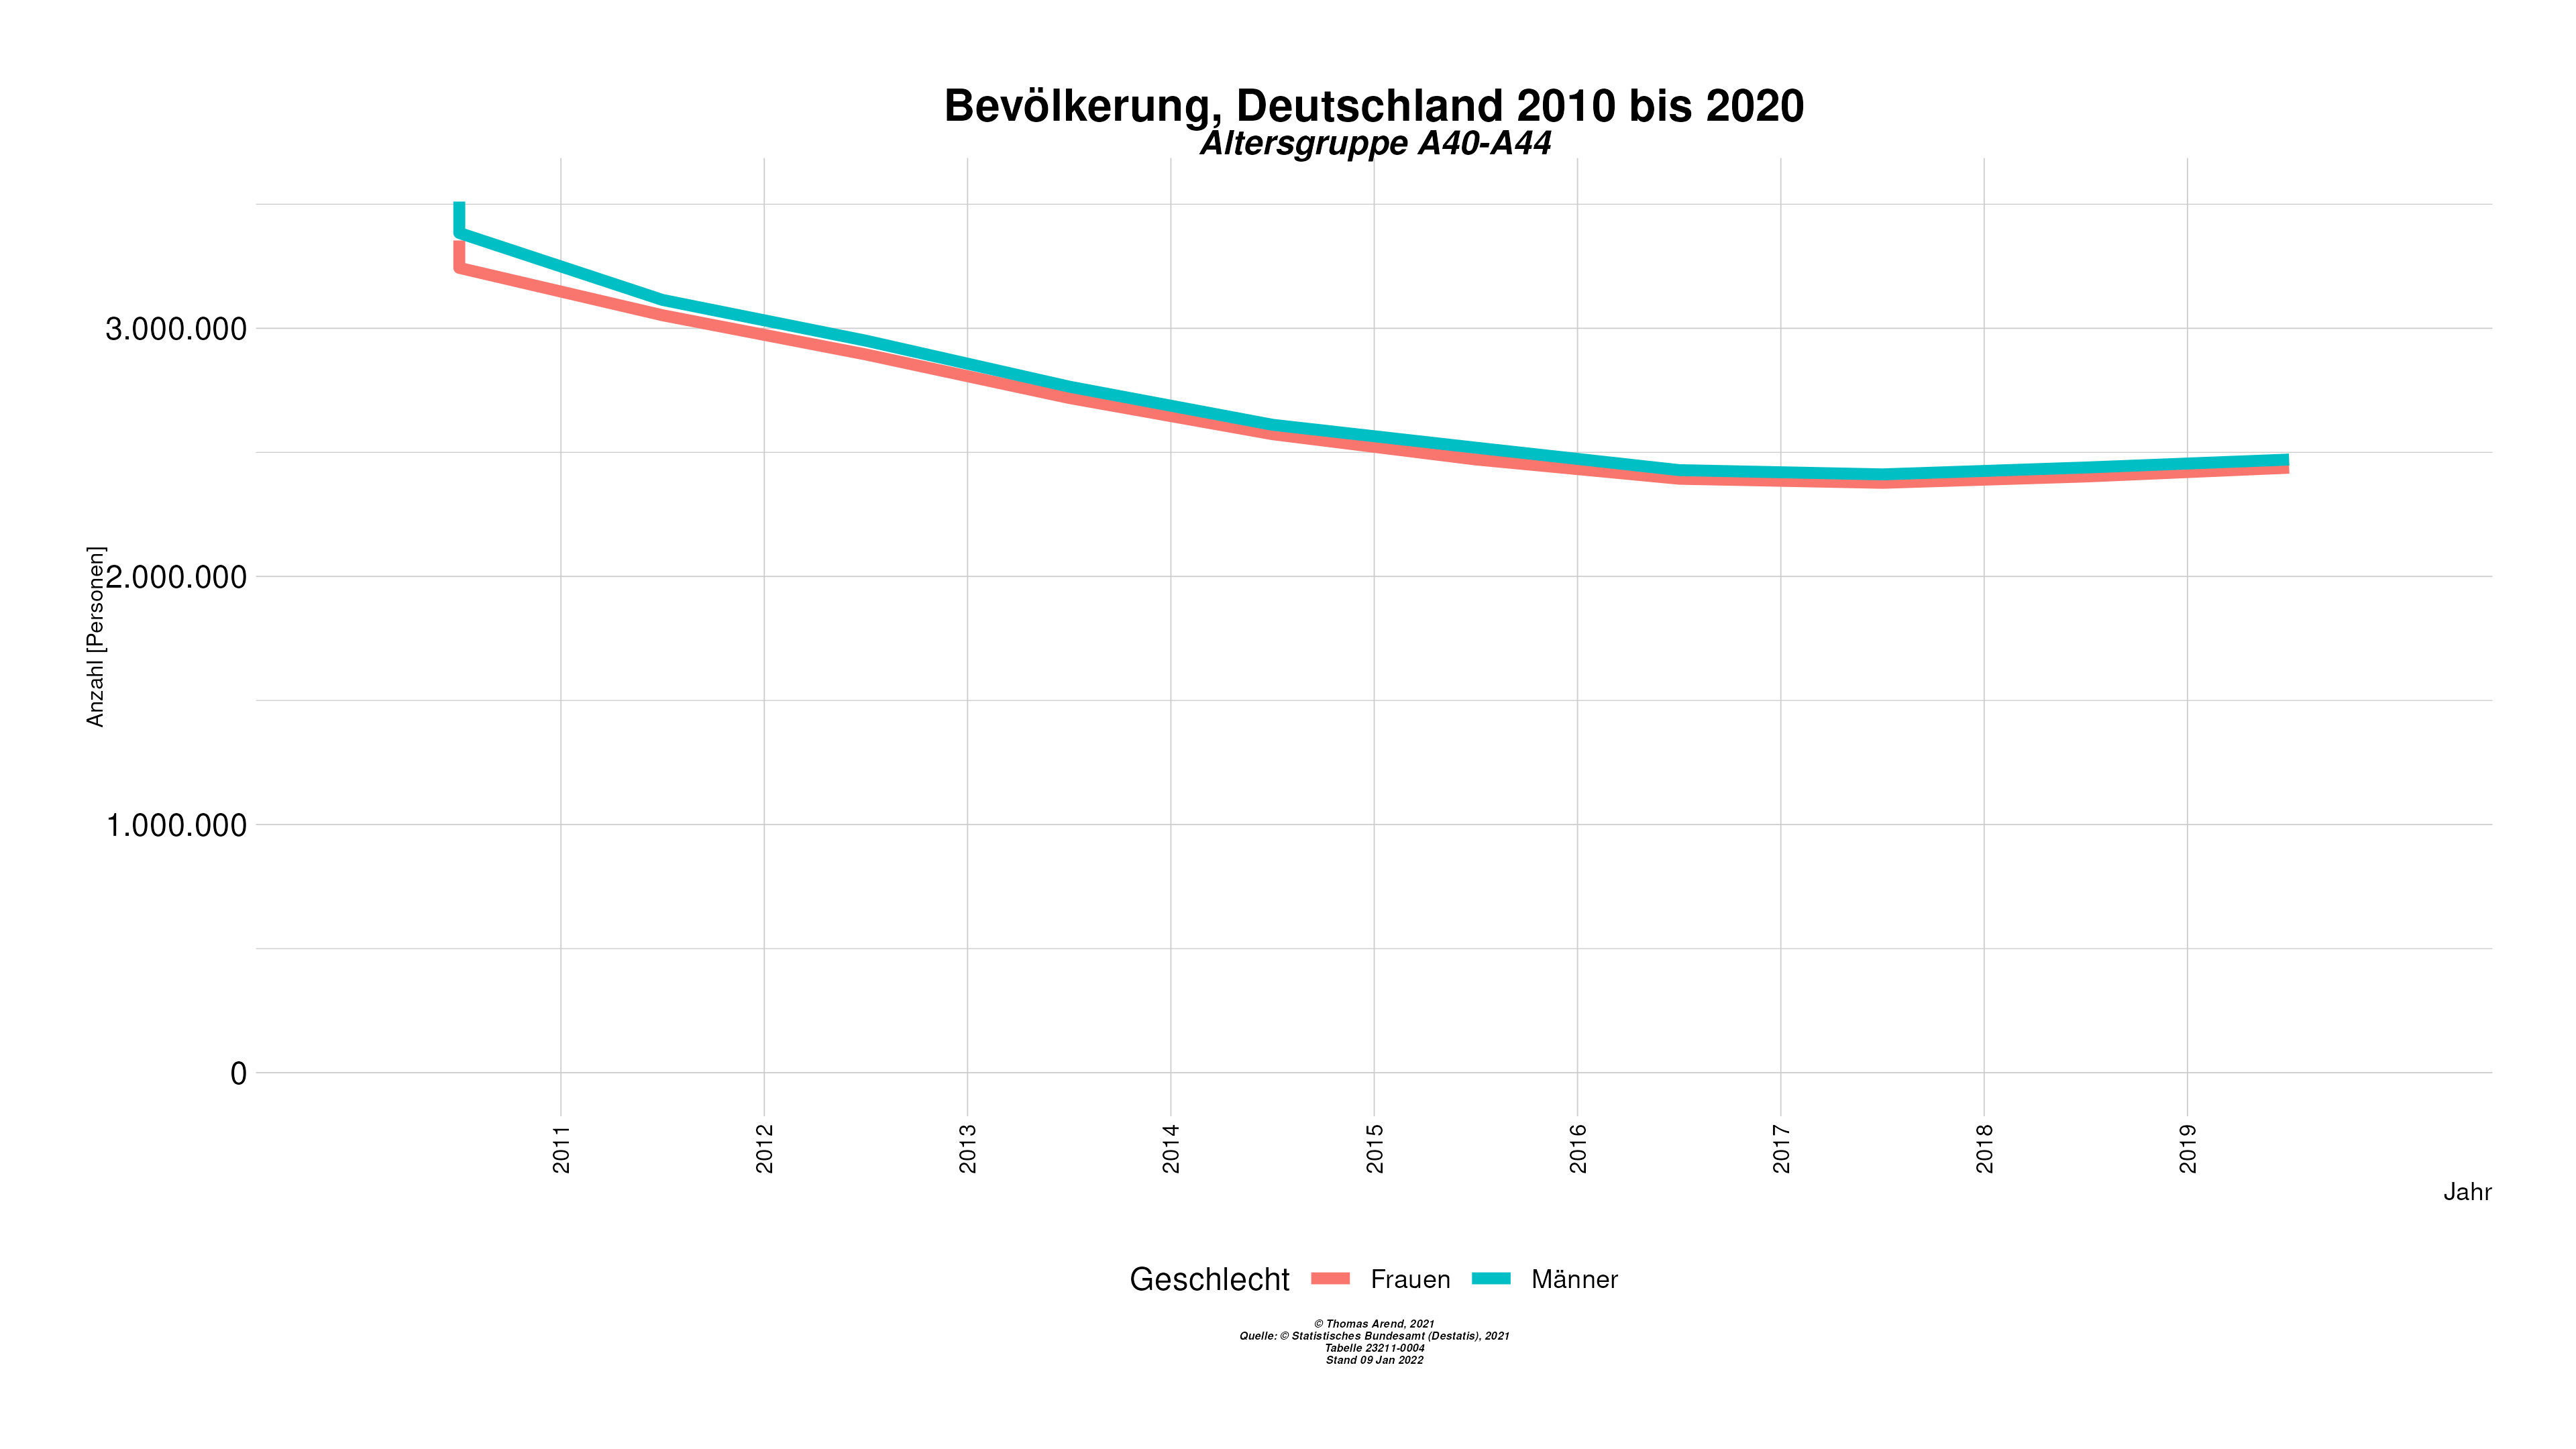 Bevölkerung, Deutschland 2010 bis 2020
Altersgruppe A40-A44
Anzahl [Personen]
3.000.000
2.000.000
1.000.000
0
2011
2012
2013
2014
2015
2016
2017
2018
2019
Jahr
Geschlecht Frauen Männer
© Thomas Arend, 2021
Quelle: © Statistisches Bundesamt (Destatis), 2021
Tabelle 23211-0004
Stand 09 Jan 2022